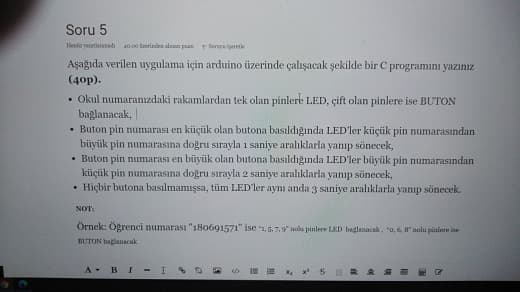 Soru 5
Henüz yanıtlanmadı 40.00 üzerinden alınan puan Soruyu işaretle
Aşağıda verilen uygulama için arduino üzerinde çalışacak şekilde bir C programını yazınız
(40p).
• Okul numaranızdaki rakamlardan tek olan pinlere LED, çift olan pinlere ise BUTON
bağlanacak,
• Buton pin numarası en küçük olan butona basıldığında LED'ler küçük pin numarasından
büyük pin numarasına doğru sırayla 1 saniye aralıklarla yanıp sönecek,
• Buton pin numarası en büyük olan butona basıldığında LED'ler büyük pin numarasından
küçük pin numarasına doğru sırayla 2 saniye aralıklarla yanıp sönecek,
• Hiçbir butona basılmamışsa, tüm LED'ler aynı anda 3 saniye aralıklarla yanıp sönecek.
NOT:
Örnek: Öğrenci numarası "180691571" ise "1, 5, 7, 9" nolu pinlere LED bağlanacak , "0, 6, 8" nolu pinlere ise
BUTON bağlanacak
A B I S